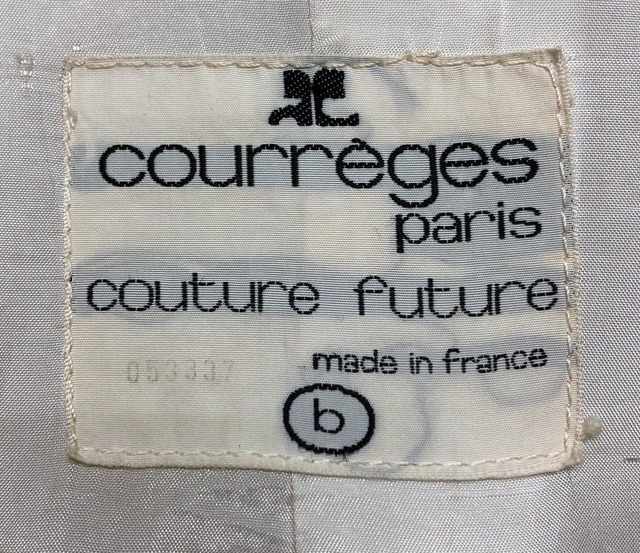 courrèges
paris
couture future
made in france
053337
b